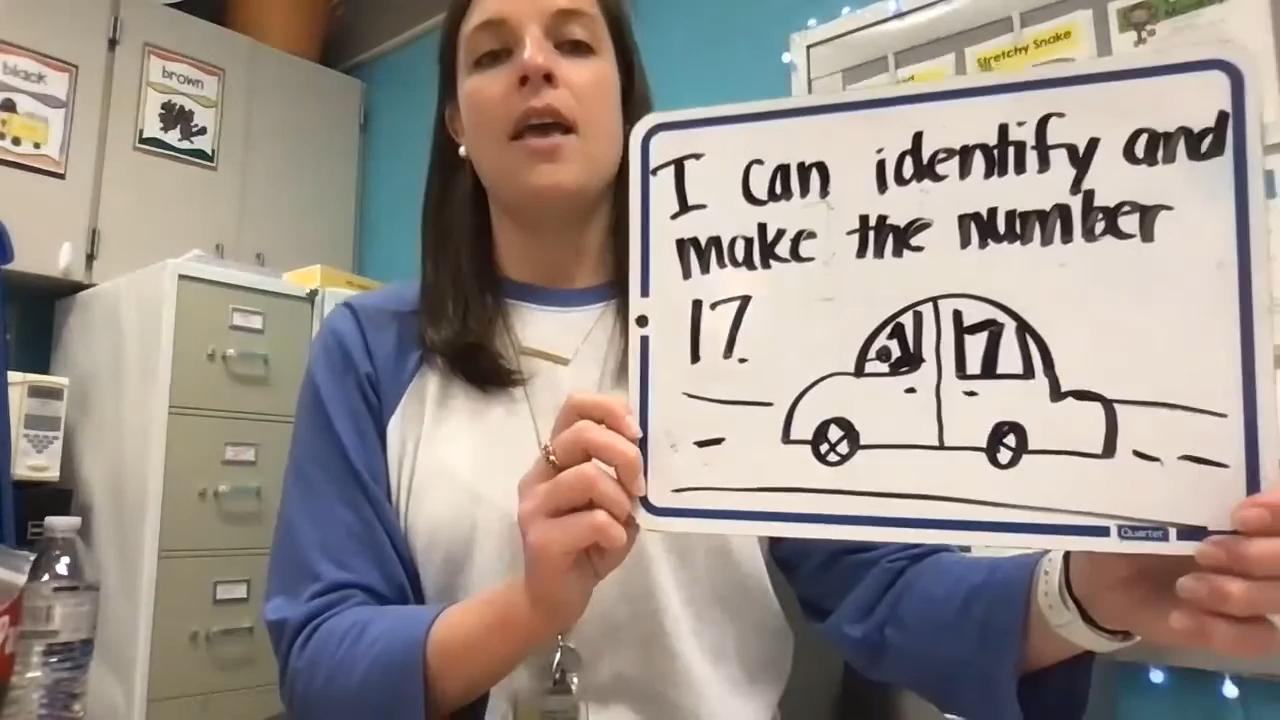 black
brown
Stretchy Snake
I can identify and
make the number
17.
17
Quartet